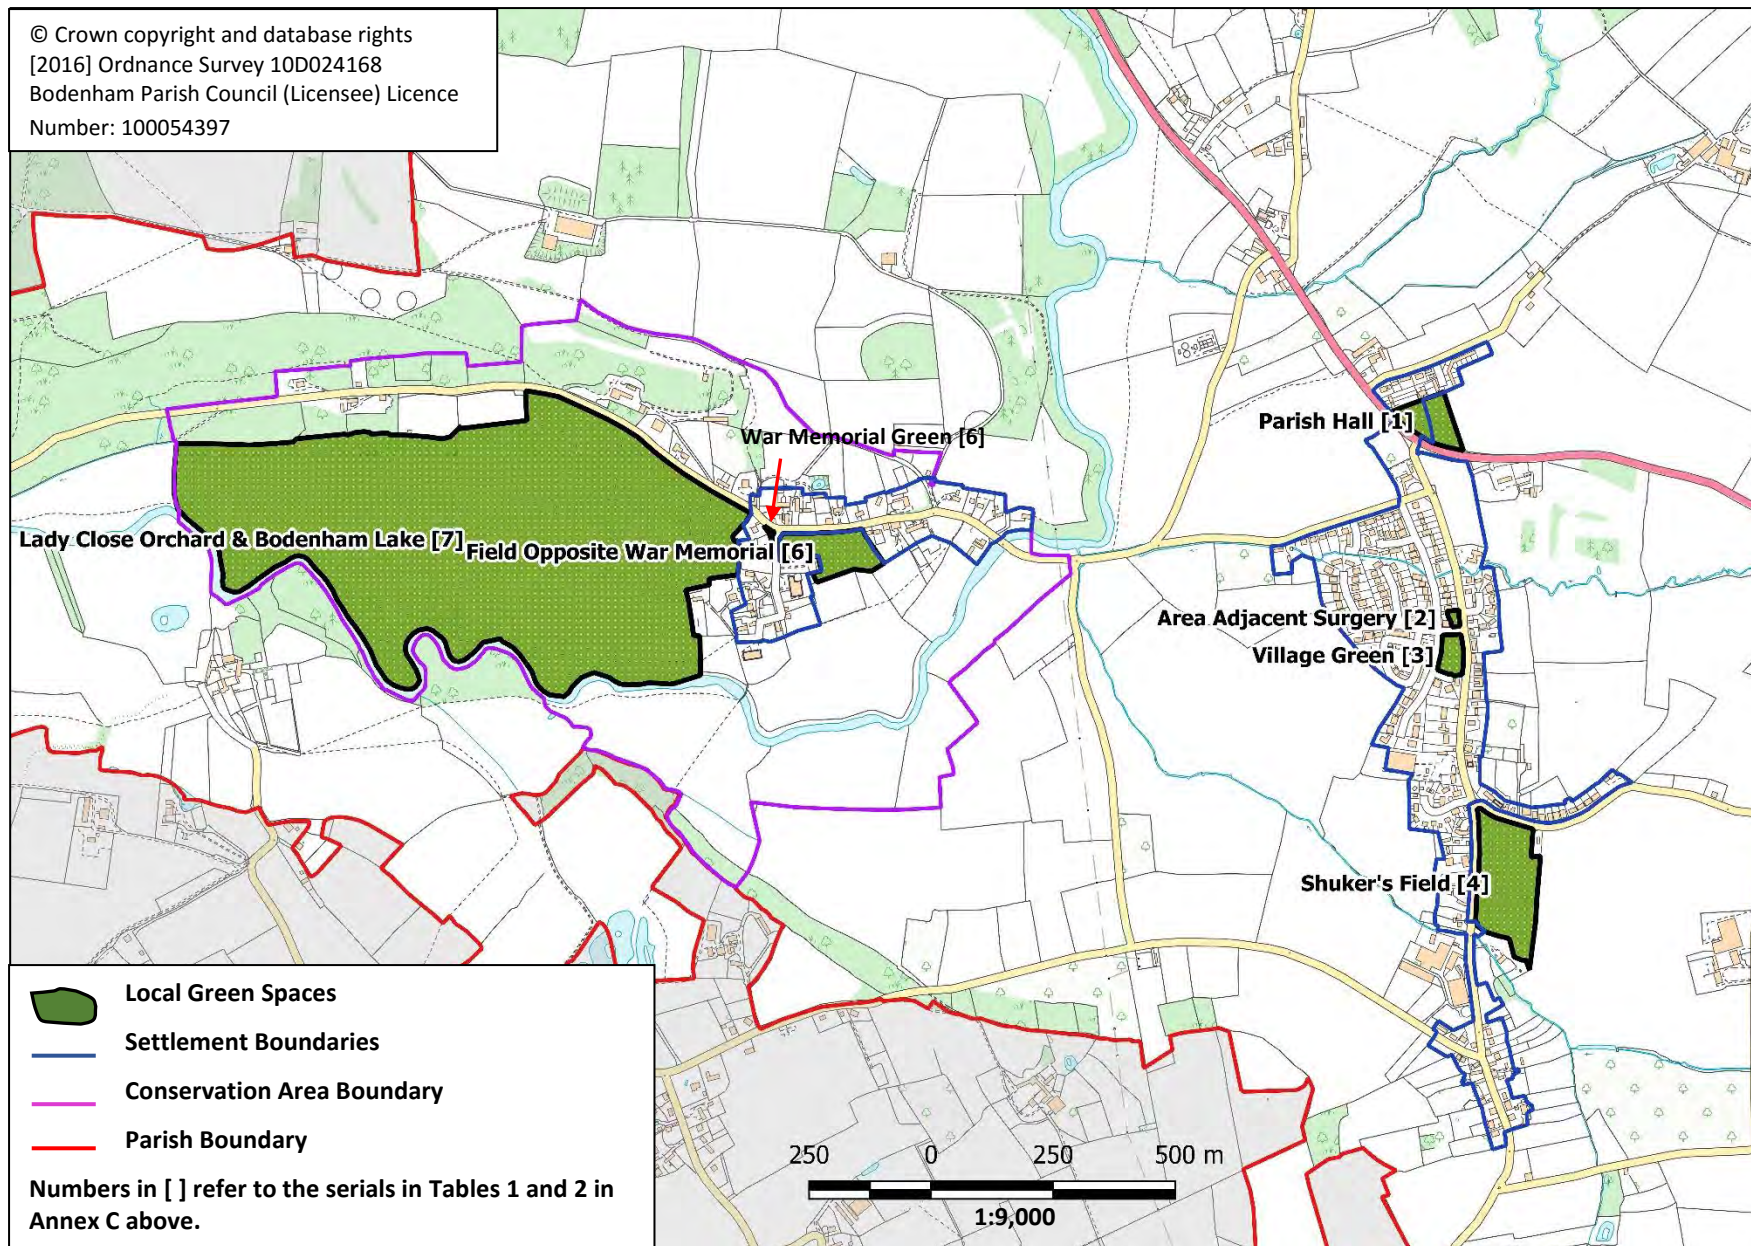 © Crown copyright and database rights
[2016] Ordnance Survey 10D024168
Bodenham Parish Council (Licensee) Licence
Number: 100054397
Parish Hall [1]
War Memorial Green [6]
Lady Close Orchard & Bodenham Lake [7]
Field Opposite War Memorial [6]
Area Adjacent Surgery [2]
Village Green [3]
Shuker's Field [4]
Local Green Spaces
Settlement Boundaries
Conservation Area Boundary
Parish Boundary
Numbers in [ ] refer to the serials in Tables 1 and 2 in
Annex C above.
250 0 250 500 m
1:9,000